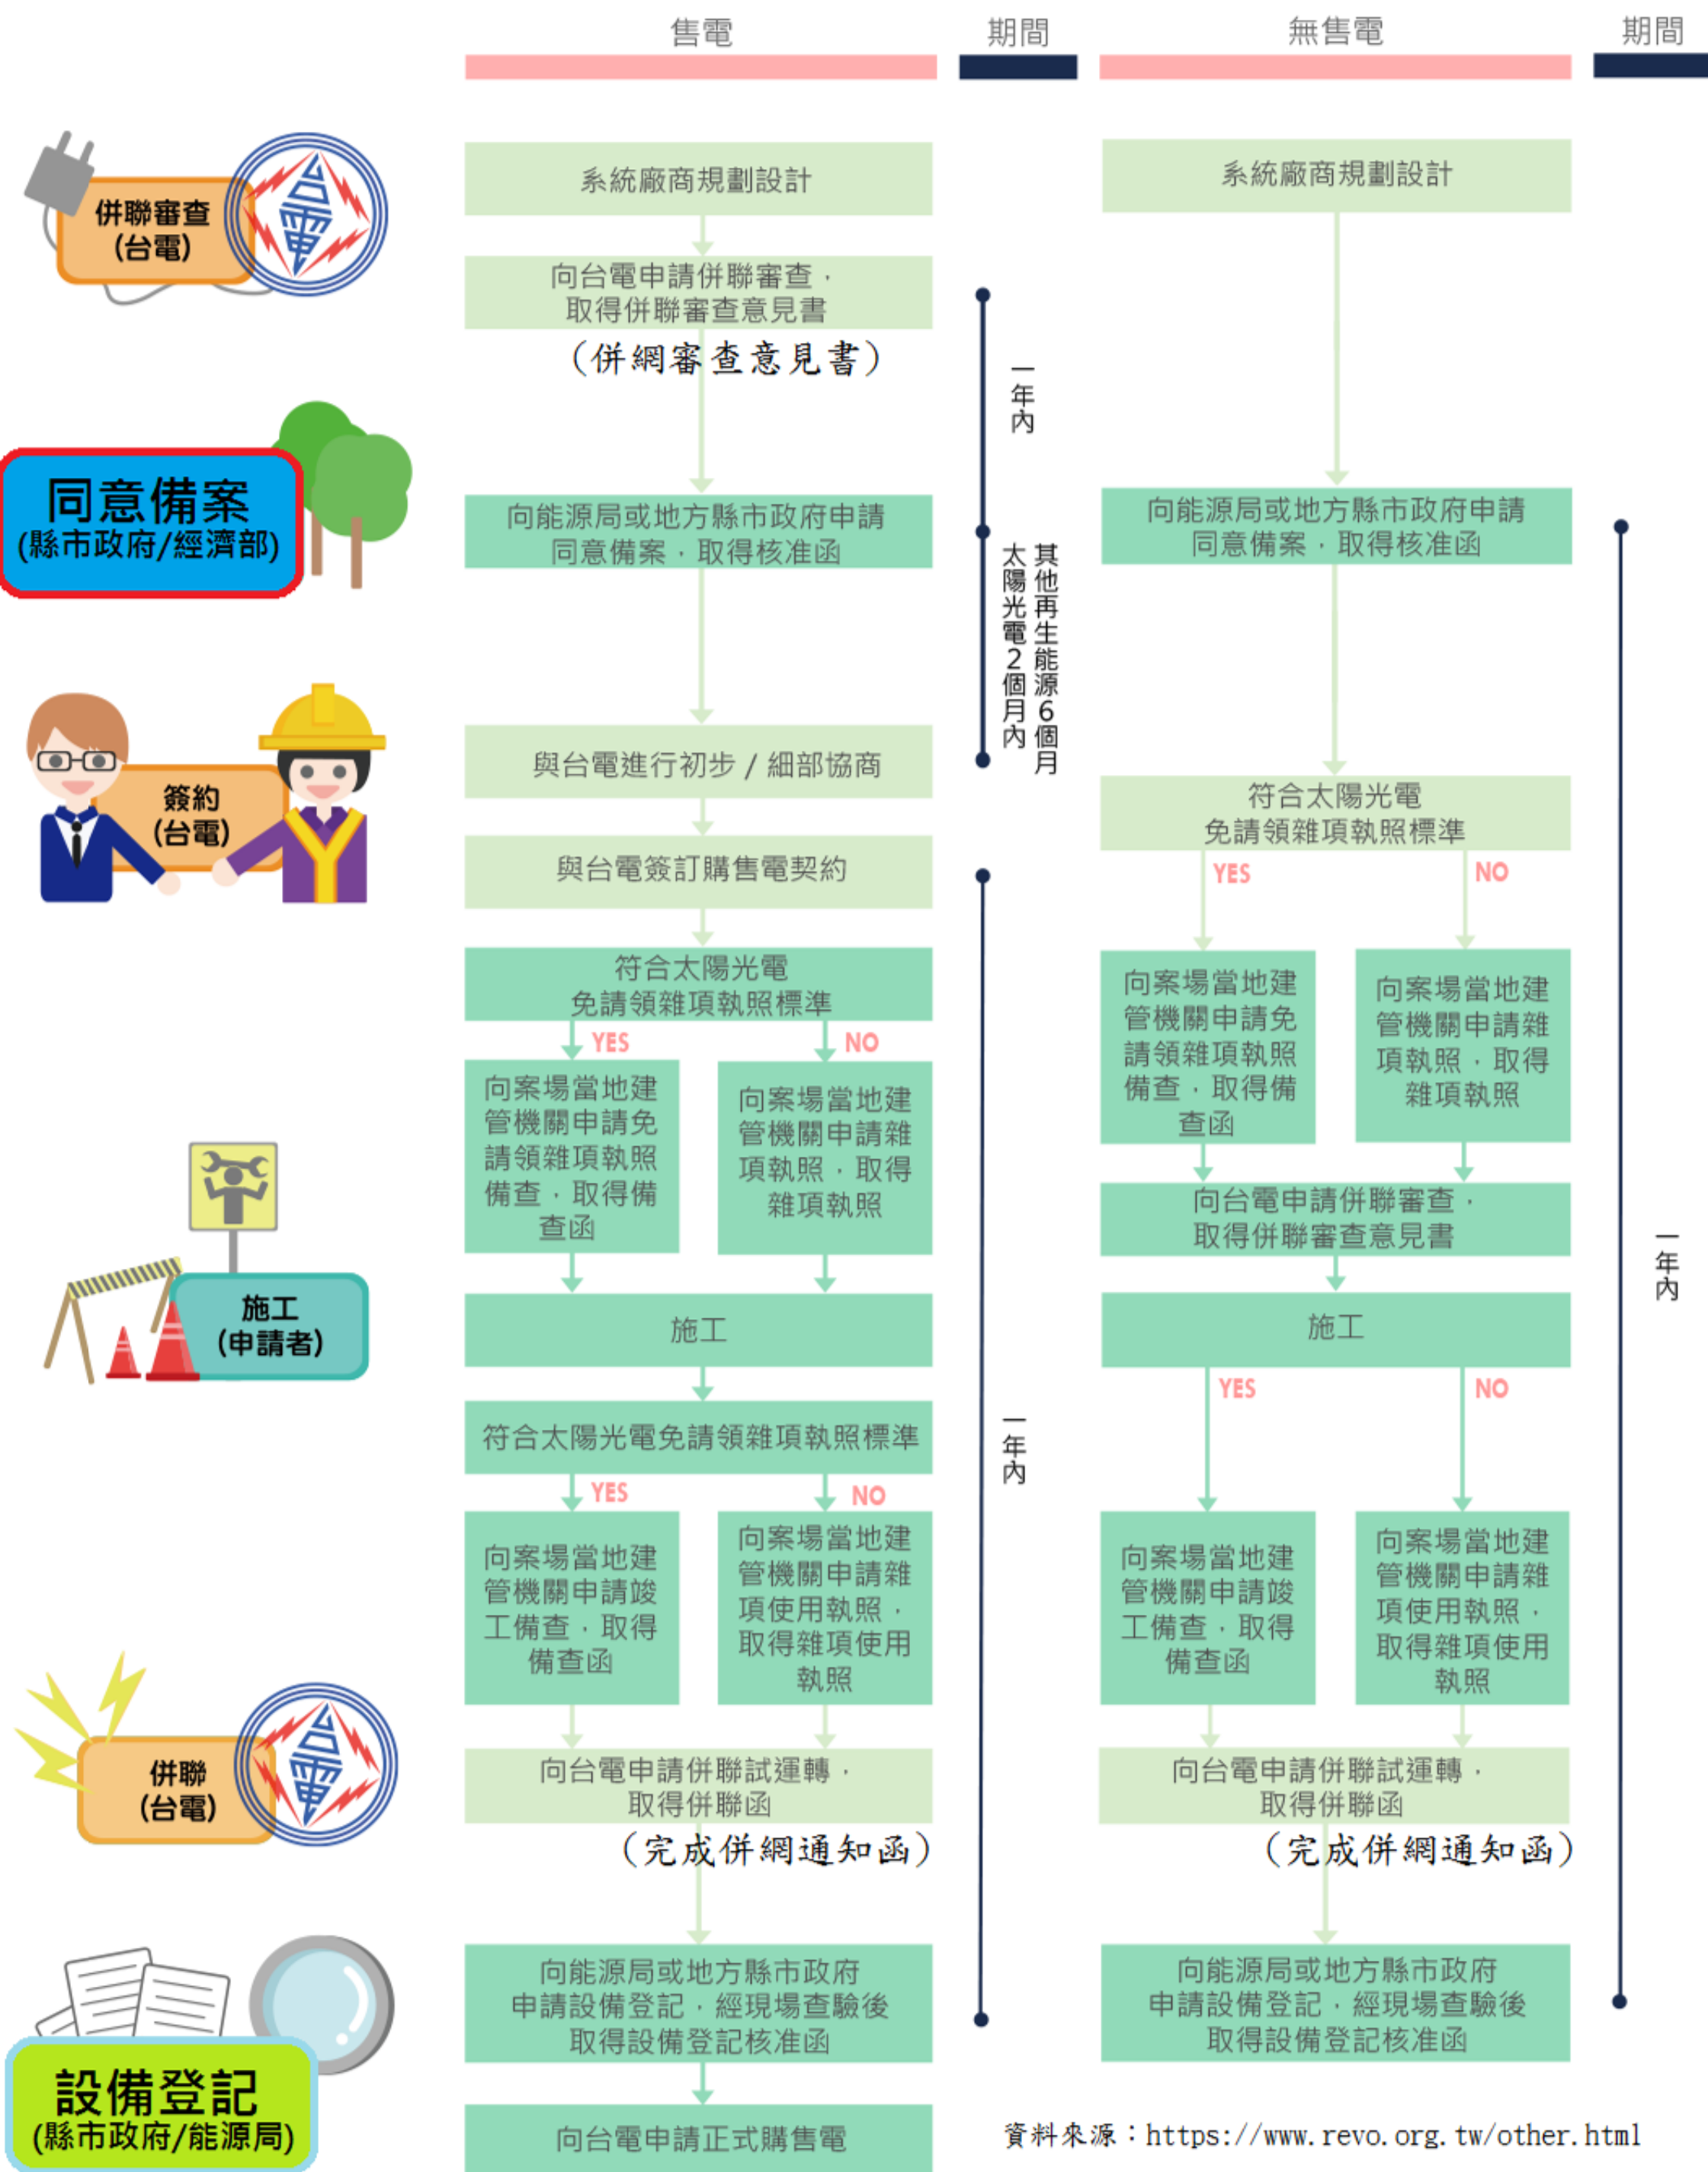 售電
期間
無售電
期間
併聯審查
(台電)
台電
同意備案
(縣市政府/經濟部)
簽約
(台電)
施工
(申請者)
併聯
(台電)
台電
設備登記
(縣市政府/能源局)
系統廠商規劃設計
向台電申請併聯審查，
取得併聯審查意見書
(併網審查意見書)
向能源局或地方縣市政府申請
同意備案，取得核准函
與台電進行初步 / 細部協商
與台電簽訂購售電契約
符合太陽光電
免請領雜項執照標準
YES
NO
向案場當地建
管機關申請免
請領雜項執照
備查，取得備
查函
向案場當地建
管機關申請雜
項執照，取得
雜項執照
施工
符合太陽光電免請領雜項執照標準
YES
NO
向案場當地建
管機關申請竣
工備查，取得
備查函
向案場當地建
管機關申請雜
項使用執照，
取得雜項使用
執照
向台電申請併聯試運轉，
取得併聯函
(完成併網通知函)
向能源局或地方縣市政府
申請設備登記，經現場查驗後
取得設備登記核准函
向台電申請正式購售電
一年內
其他再生能源6個月
太陽光電2個月內
一年內
系統廠商規劃設計
向能源局或地方縣市政府申請
同意備案，取得核准函
符合太陽光電
免請領雜項執照標準
YES
NO
向案場當地建
管機關申請免
請領雜項執照
備查，取得備
查函
向案場當地建
管機關申請雜
項執照，取得
雜項執照
向台電申請併聯審查，
取得併聯審查意見書
施工
YES
NO
向案場當地建
管機關申請竣
工備查，取得
備查函
向案場當地建
管機關申請雜
項使用執照，
取得雜項使用
執照
向台電申請併聯試運轉，
取得併聯函
(完成併網通知函)
向能源局或地方縣市政府
申請設備登記，經現場查驗後
取得設備登記核准函
一年內
資料來源：https://www.revo.org.tw/other.html